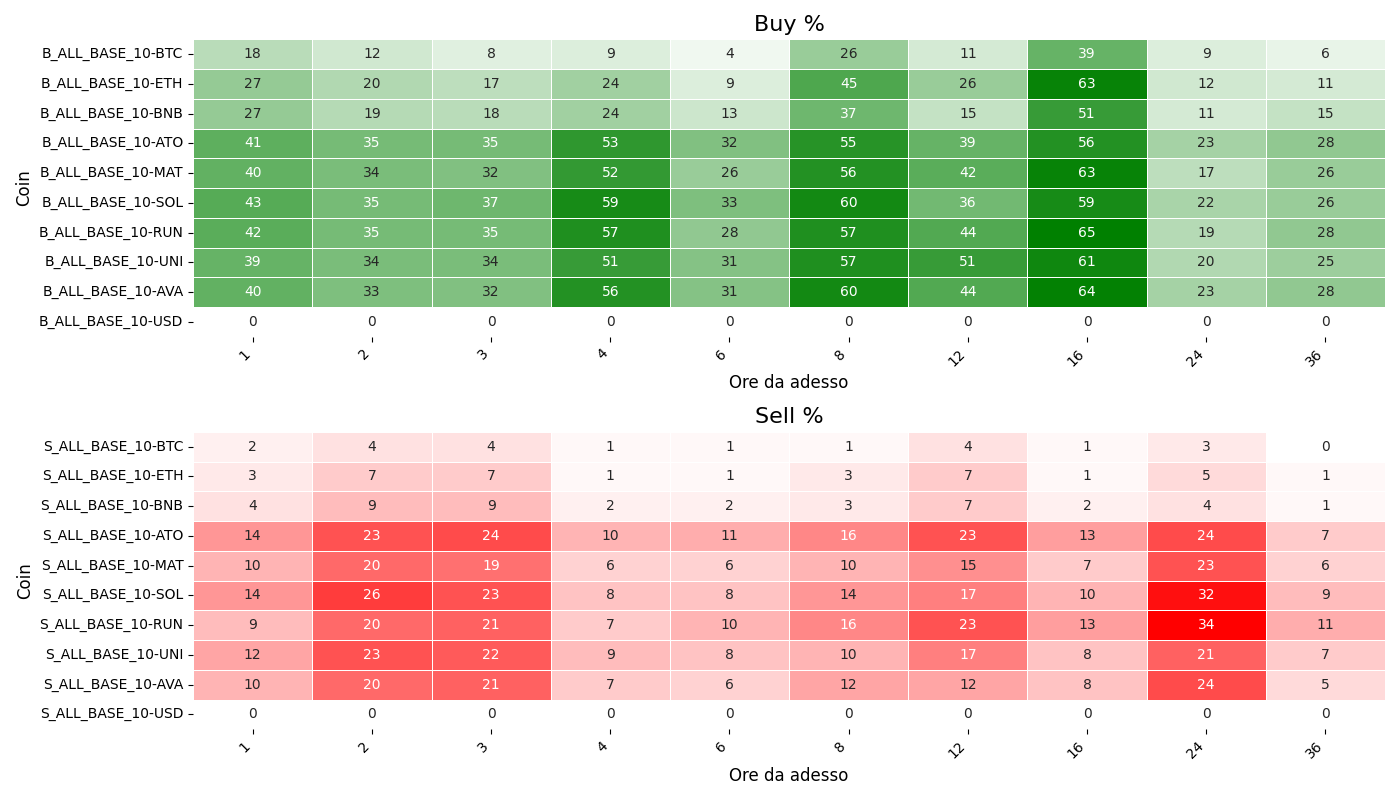 Buy %
Coin
B_ALL_BASE_10-BTC 18 12 8 9 4 26 11 39 9 6
B_ALL_BASE_10-ETH 27 20 17 24 9 45 26 63 12 11
B_ALL_BASE_10-BNB 27 19 18 24 13 37 15 51 11 15
B_ALL_BASE_10-ATO 41 35 35 53 32 55 39 56 23 28
B_ALL_BASE_10-MAT 40 34 32 52 26 56 42 63 17 26
B_ALL_BASE_10-SOL 43 35 37 59 33 60 36 59 22 26
B_ALL_BASE_10-RUN 42 35 35 57 28 57 44 65 19 28
B_ALL_BASE_10-UNI 39 34 34 51 31 57 51 61 20 25
B_ALL_BASE_10-AVA 40 33 32 56 31 60 44 64 23 28
B_ALL_BASE_10-USD 0 0 0 0 0 0 0 0 0 0
1 2 3 4 6 8 12 16 24 36
Ore da adesso
Sell %
Coin
S_ALL_BASE_10-BTC 2 4 4 1 1 1 4 1 3 0
S_ALL_BASE_10-ETH 3 7 7 1 1 3 7 1 5 1
S_ALL_BASE_10-BNB 4 9 9 2 2 3 7 2 4 1
S_ALL_BASE_10-ATO 14 23 24 10 11 16 23 13 24 7
S_ALL_BASE_10-MAT 10 20 19 6 6 10 15 7 23 6
S_ALL_BASE_10-SOL 14 26 23 8 8 14 17 10 32 9
S_ALL_BASE_10-RUN 9 20 21 7 10 16 23 13 34 11
S_ALL_BASE_10-UNI 12 23 22 9 8 10 17 8 21 7
S_ALL_BASE_10-AVA 10 20 21 7 6 12 12 8 24 5
S_ALL_BASE_10-USD 0 0 0 0 0 0 0 0 0 0
1 2 3 4 6 8 12 16 24 36
Ore da adesso